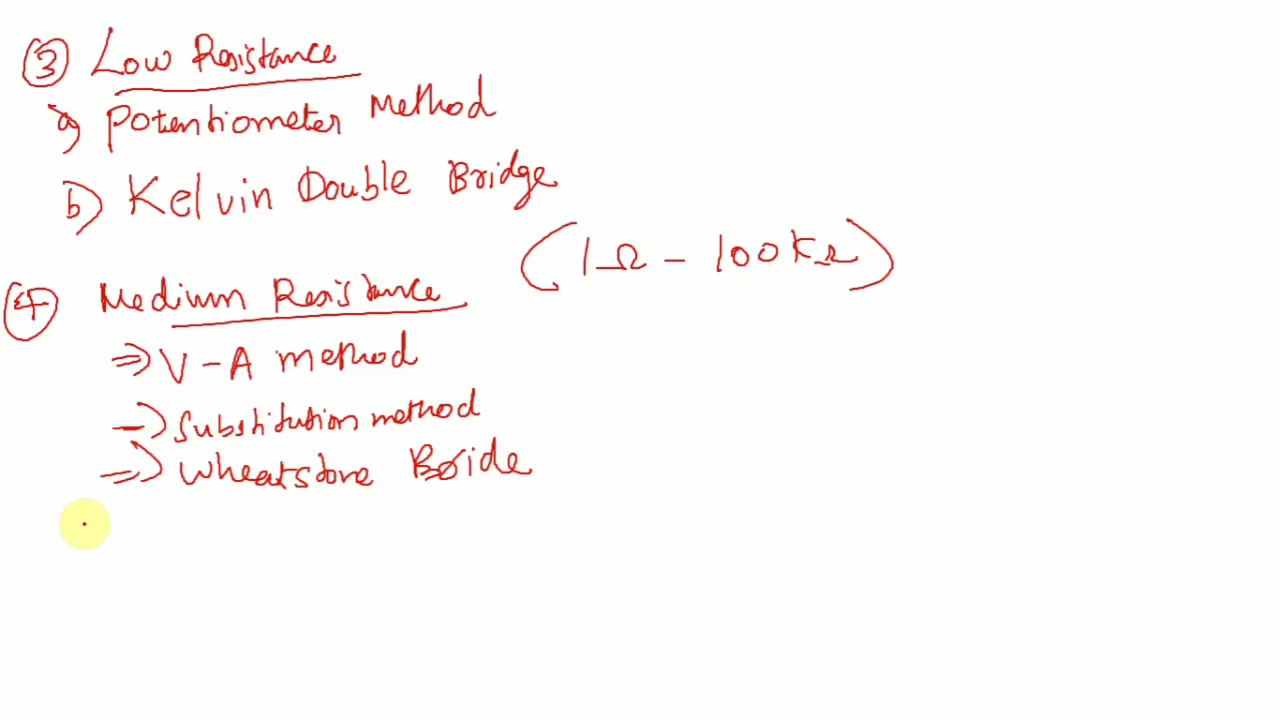 ③ Low Resistance
a) Potentiometer Method
b) Kelvin Double Bridge
(1Ω - 100KΩ)
④ Medium Resistance
⇒ V-A method
→ Substitution method
⇒ Wheatstone Bride